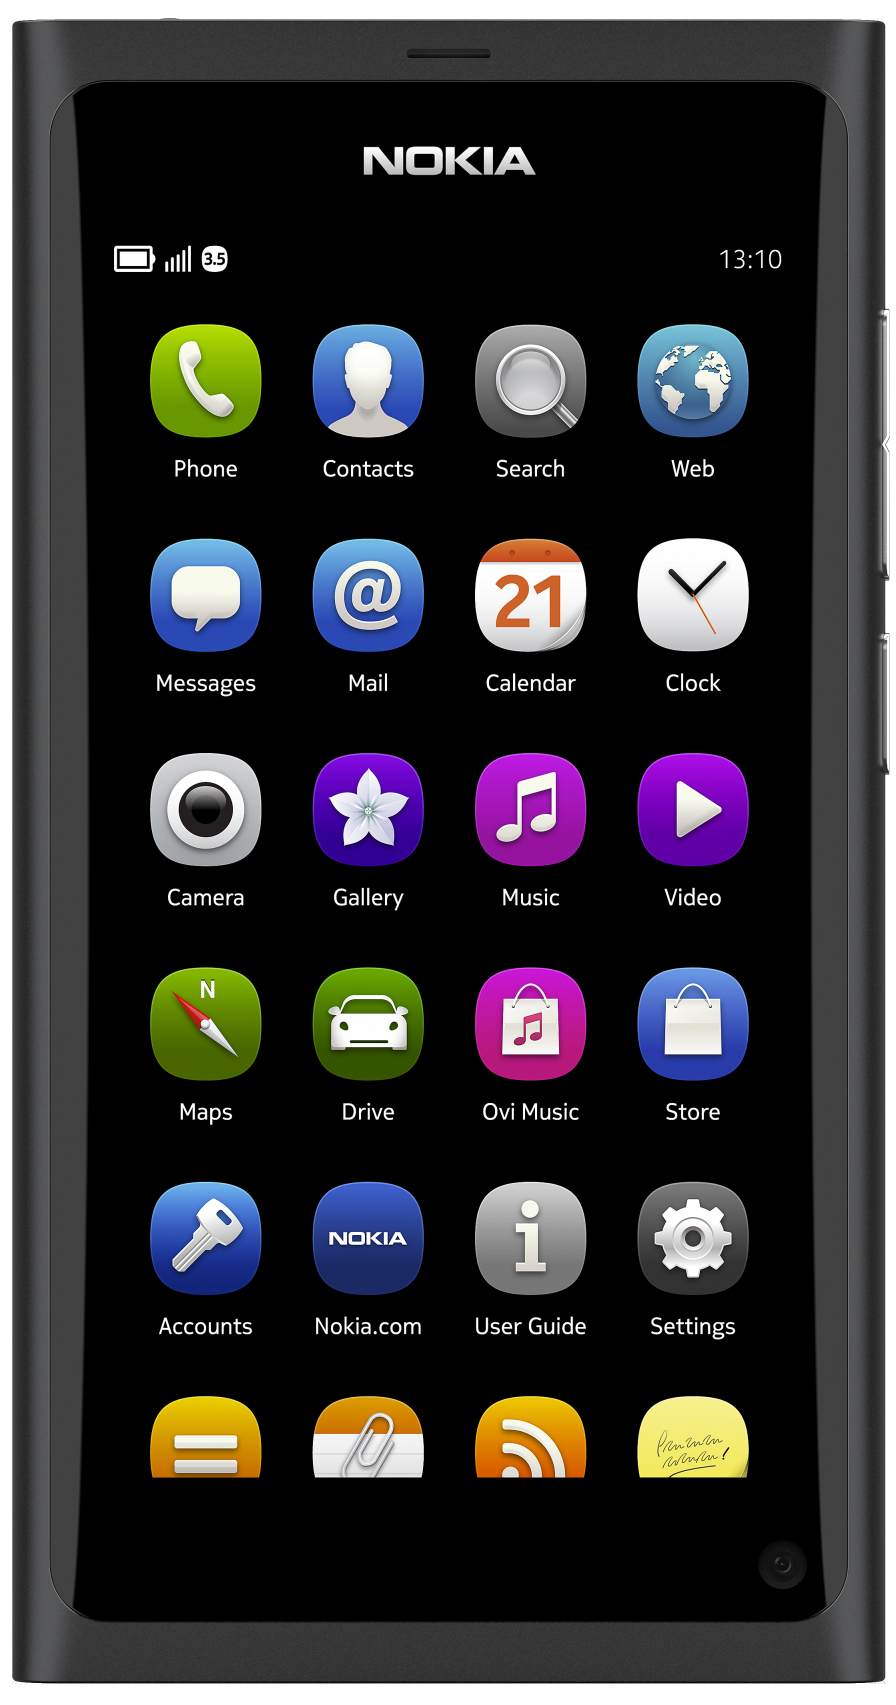 NOKIA
3.5 13:10
Phone Contacts Search Web
21
Messages Mail Calendar Clock
Camera Gallery Music Video
N
Maps Drive Ovi Music Store
NOKIA
Accounts Nokia.com User Guide Settings